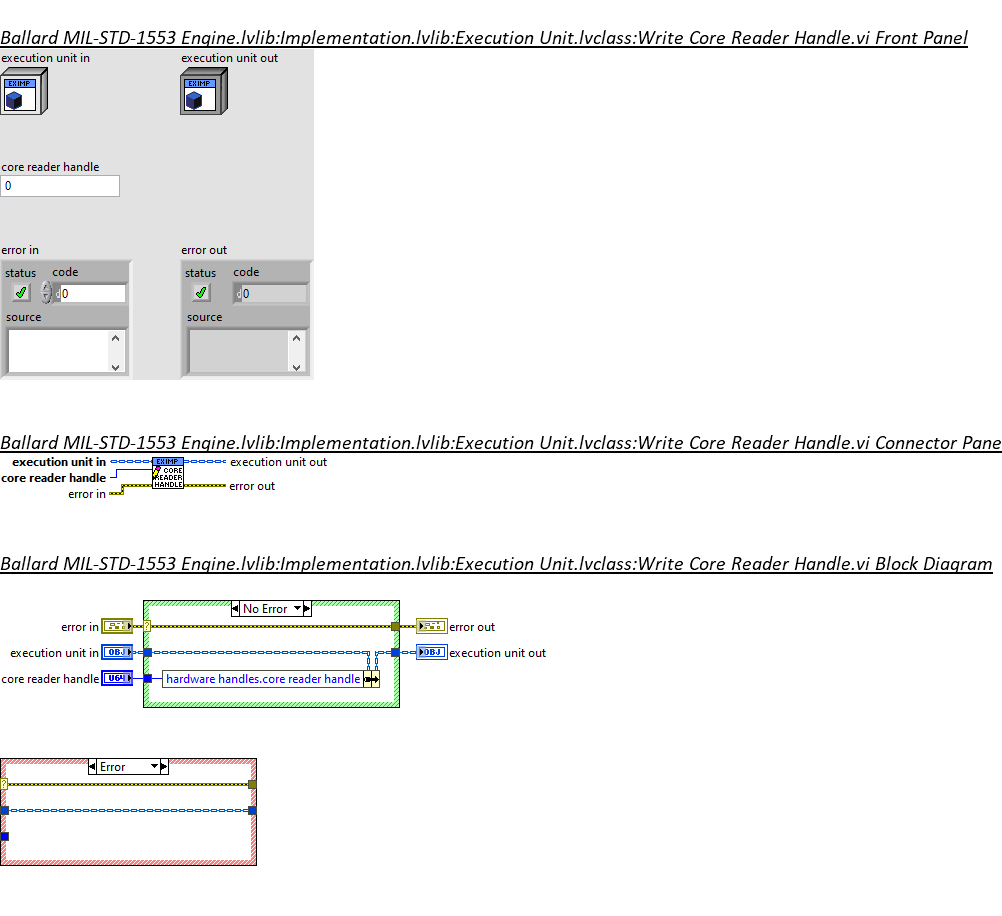 Ballard MIL-STD-1553 Engine.lvlib:Implementation.lvlib:Execution Unit.lvclass:Write Core Reader Handle.vi Front Panel
execution unit in execution unit out
EXIMP EXIMP
core reader handle
0
error in error out
status code status code
d 0 d 0
source source
Ballard MIL-STD-1553 Engine.lvlib:Implementation.lvlib:Execution Unit.lvclass:Write Core Reader Handle.vi Connector Pane
execution unit in EXIMP execution unit out
core reader handle CORE READER HANDLE
error in error out
Ballard MIL-STD-1553 Engine.lvlib:Implementation.lvlib:Execution Unit.lvclass:Write Core Reader Handle.vi Block Diagram
No Error
error in ? error out
execution unit in OBJ OBJ execution unit out
core reader handle U64 hardware handles.core reader handle
Error
?